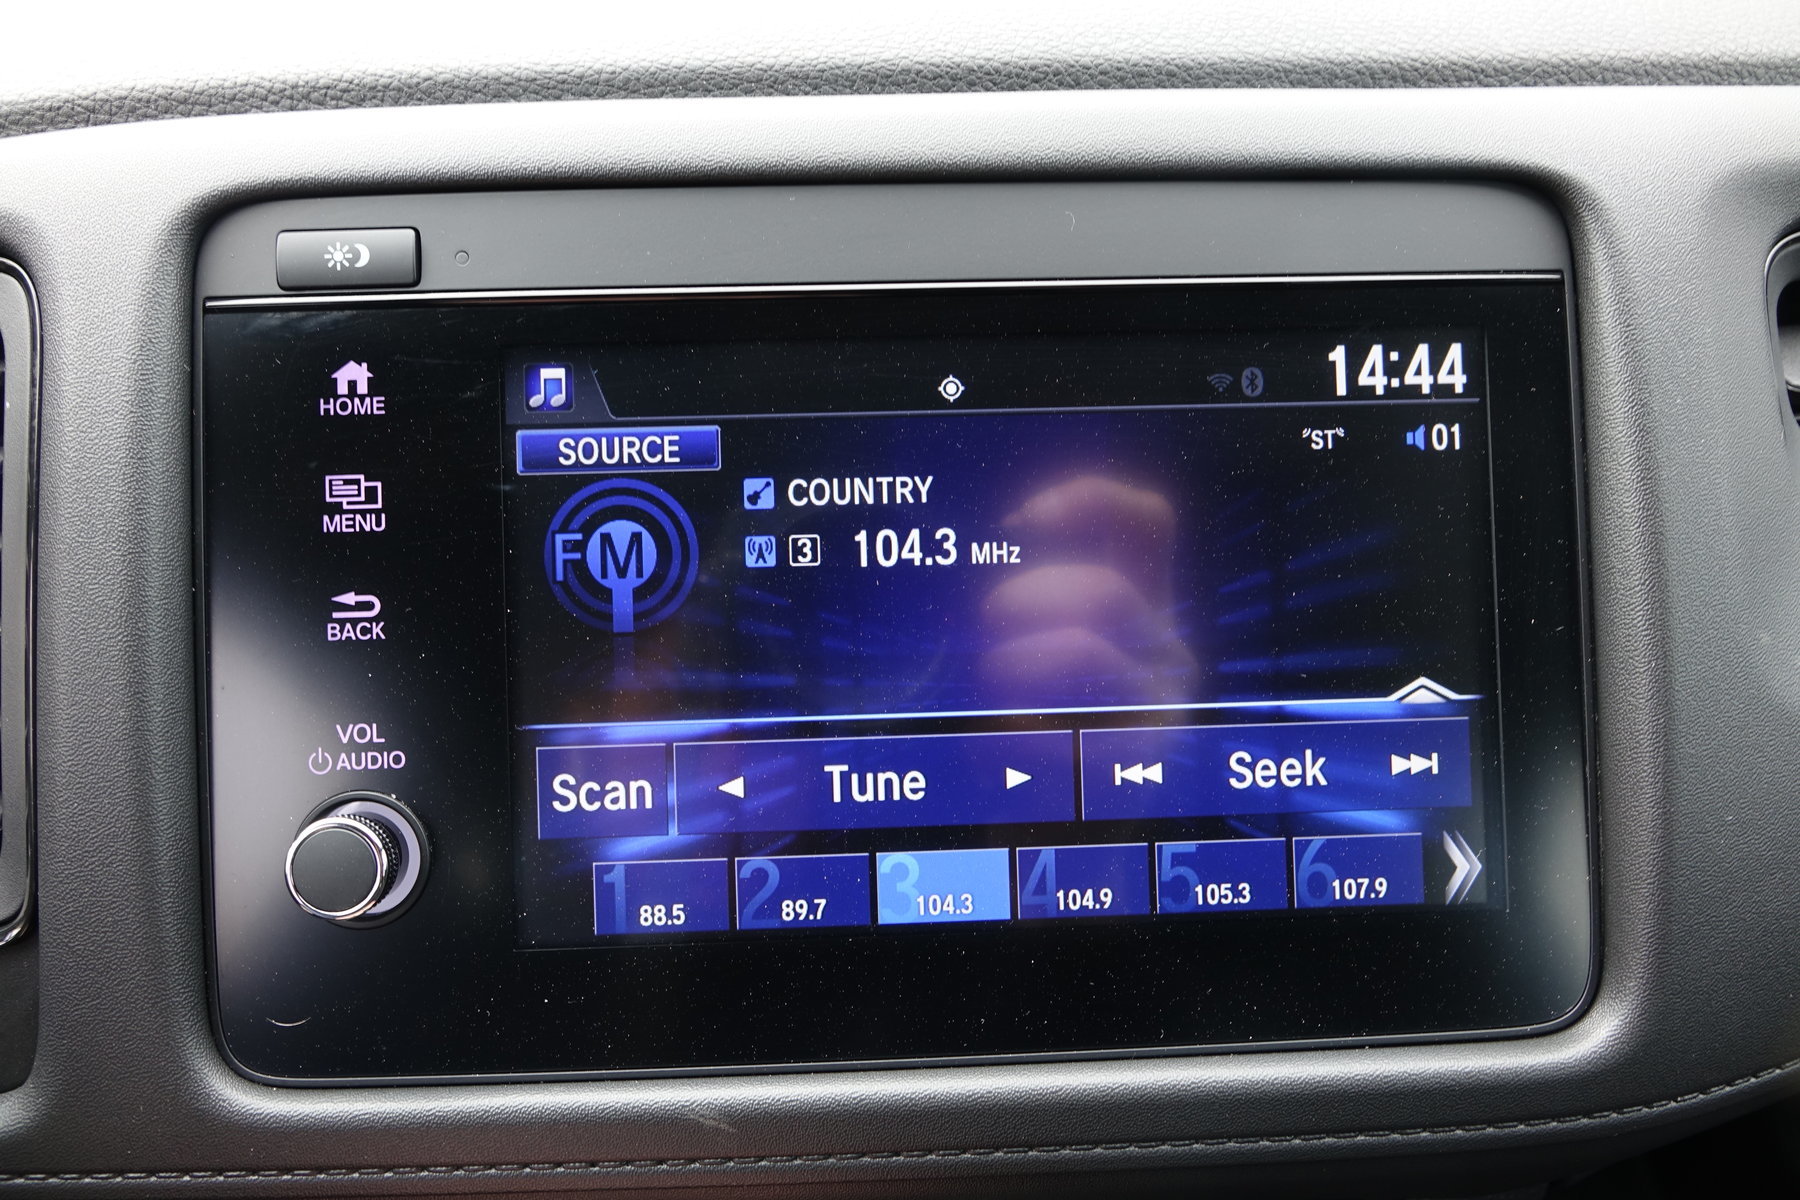 HOME
MENU
BACK
VOL
AUDIO
14:44
SOURCE
ST
01
FM
COUNTRY
3 104.3 MHz
Scan
Tune
Seek
1 88.5
2 89.7
3 104.3
4 104.9
5 105.3
6 107.9